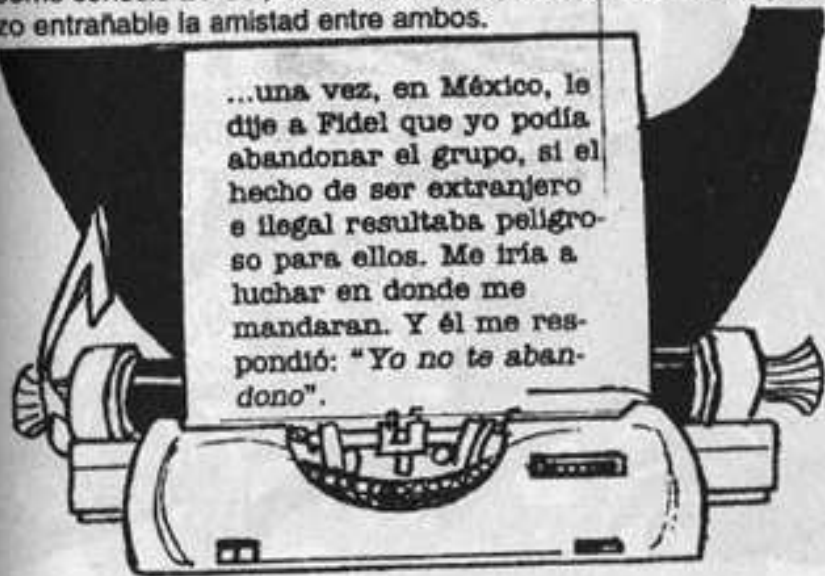 zo entrañable la amistad entre ambos.
...una vez, en México, le
dije a Fidel que yo podía
abandonar el grupo, si el
hecho de ser extranjero
e ilegal resultaba peligro-
so para ellos. Me iría a
luchar en donde me
mandaran. Y él me res-
pondió: "Yo no te aban-
dono".